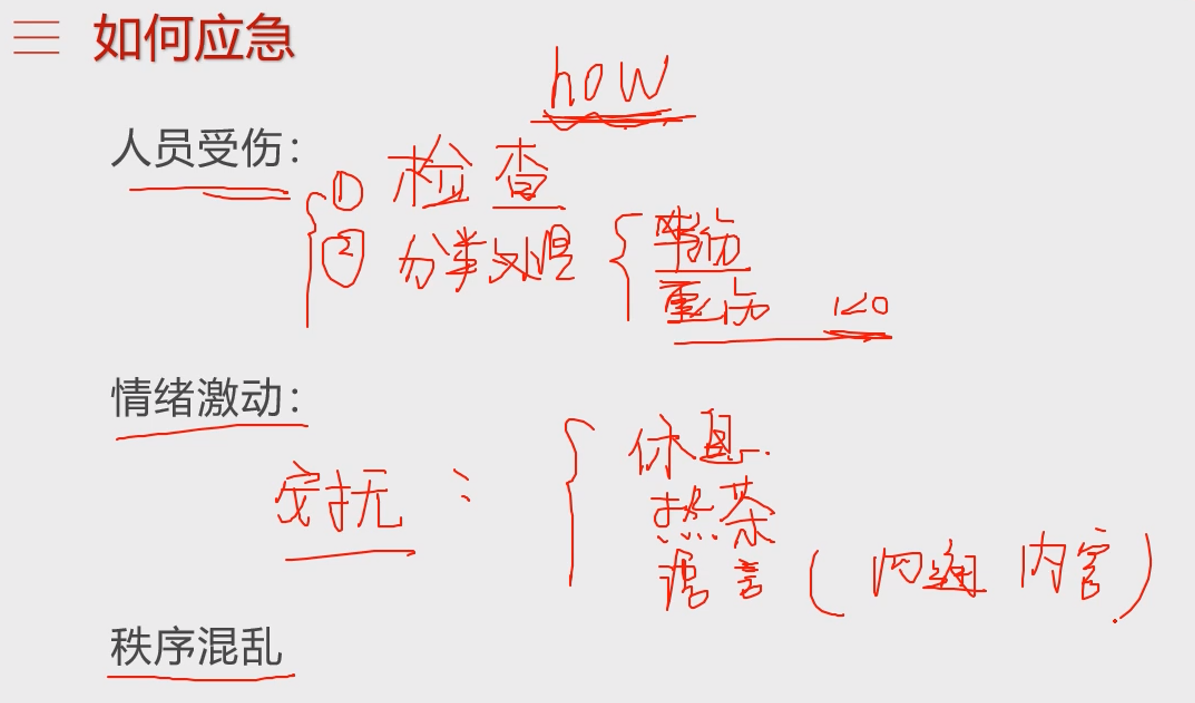 如何应急
how
人员受伤：
① 检查
② 分类处理
轻伤
重伤 120
情绪激动：
安抚：
休息
热茶
语言（沟通 内容）
秩序混乱